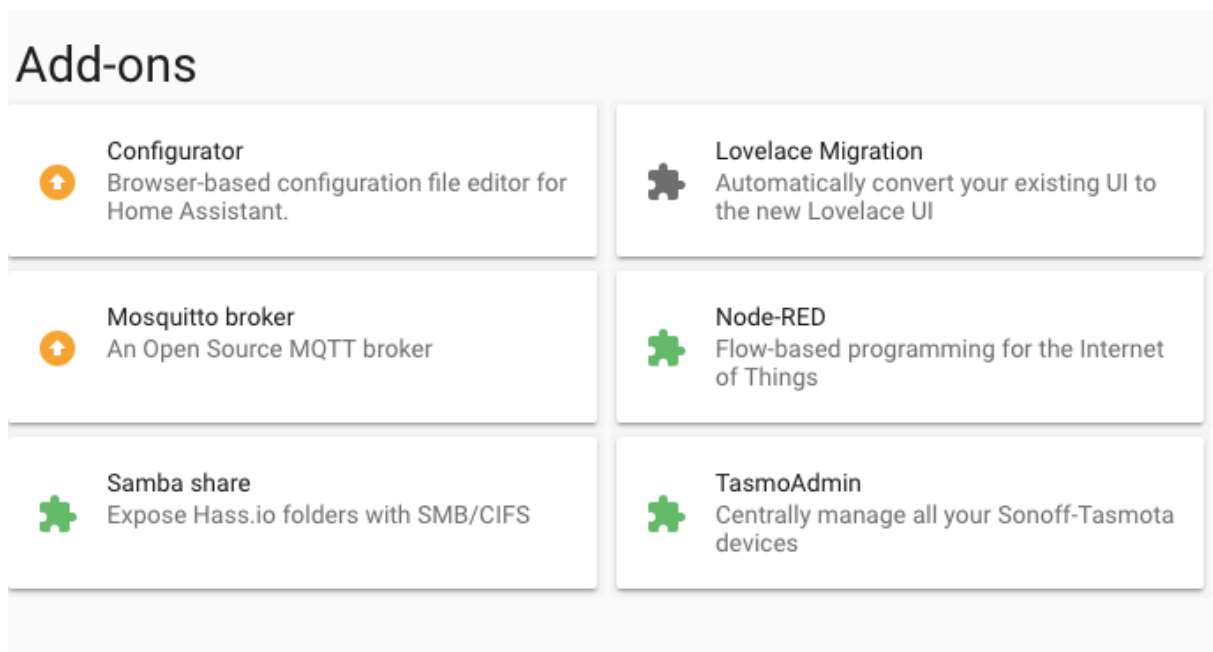 Add-ons
Configurator
Browser-based configuration file editor for
Home Assistant.
Lovelace Migration
Automatically convert your existing UI to
the new Lovelace UI
Mosquitto broker
An Open Source MQTT broker
Node-RED
Flow-based programming for the Internet
of Things
Samba share
Expose Hass.io folders with SMB/CIFS
TasmoAdmin
Centrally manage all your Sonoff-Tasmota
devices